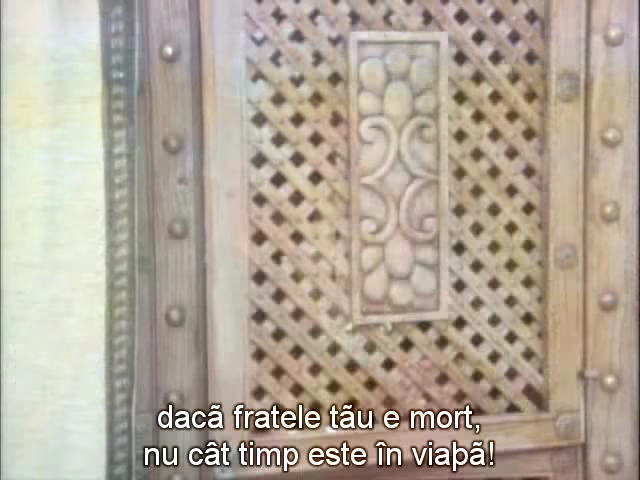 dacã fratele tãu e mort,
nu cât timp este în viaþã!